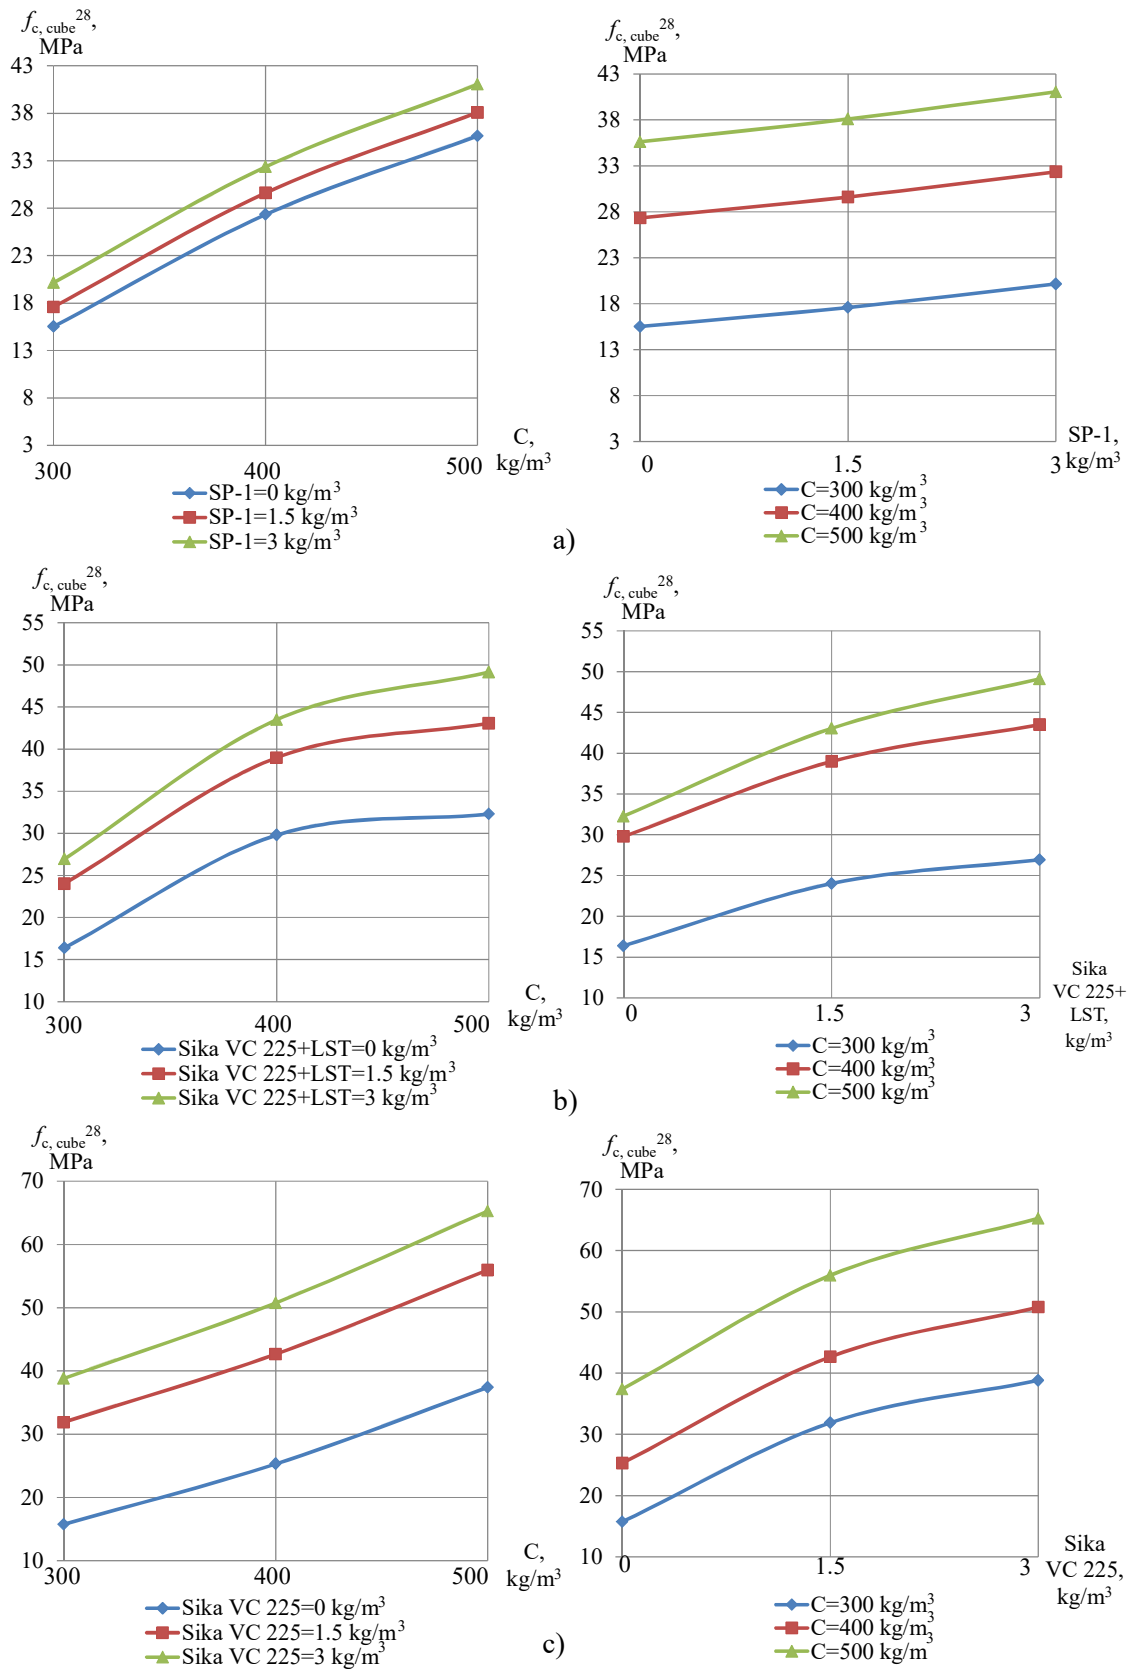 f c, cube 28,
MPa
43
38
33
28
23
18
13
8
3
300
400
500
C,
kg/m³
SP-1=0 kg/m³
SP-1=1.5 kg/m³
SP-1=3 kg/m³
f c, cube 28,
MPa
43
38
33
28
23
18
13
8
3
0
1.5
3
SP-1,
kg/m³
C=300 kg/m³
C=400 kg/m³
C=500 kg/m³
a)
f c, cube 28,
MPa
55
50
45
40
35
30
25
20
15
10
300
400
500
C,
kg/m³
Sika VC 225+LST=0 kg/m³
Sika VC 225+LST=1.5 kg/m³
Sika VC 225+LST=3 kg/m³
f c, cube 28,
MPa
55
50
45
40
35
30
25
20
15
10
0
1.5
3
Sika
VC 225+
LST,
kg/m³
C=300 kg/m³
C=400 kg/m³
C=500 kg/m³
b)
f c, cube 28,
MPa
70
60
50
40
30
20
10
300
400
500
C,
kg/m³
Sika VC 225=0 kg/m³
Sika VC 225=1.5 kg/m³
Sika VC 225=3 kg/m³
f c, cube 28,
MPa
70
60
50
40
30
20
10
0
1.5
3
Sika
VC 225,
kg/m³
C=300 kg/m³
C=400 kg/m³
C=500 kg/m³
c)